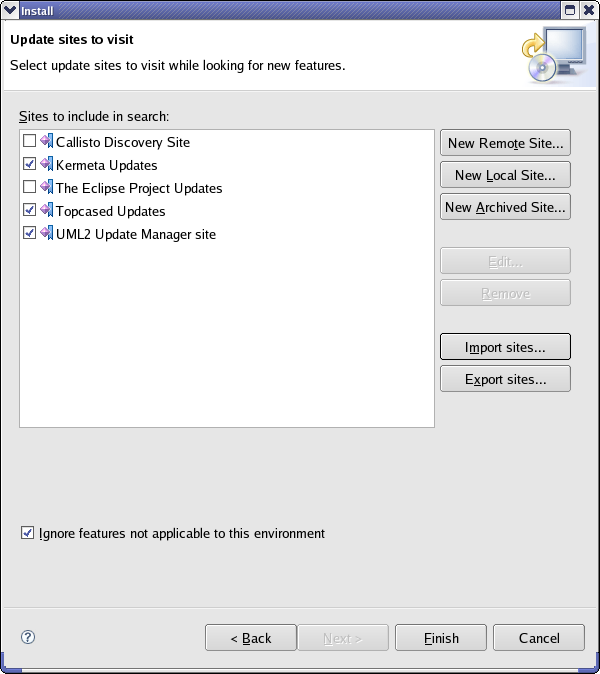 Install
Update sites to visit
Select update sites to visit while looking for new features.
Sites to include in search:
Callisto Discovery Site
Kermeta Updates
The Eclipse Project Updates
Topcased Updates
UML2 Update Manager site
New Remote Site...
New Local Site...
New Archived Site...
Edit...
Remove
Import sites...
Export sites...
Ignore features not applicable to this environment
?
< Back
Next >
Finish
Cancel